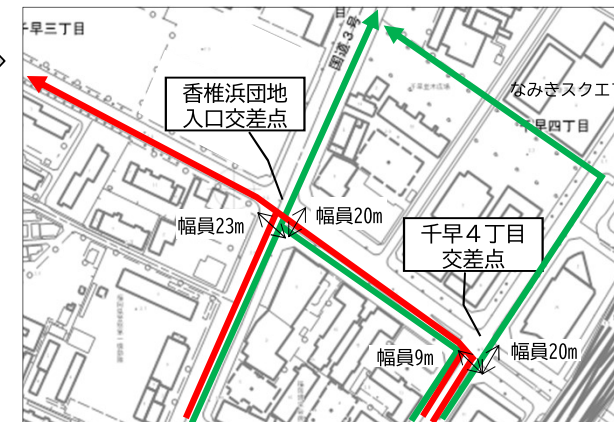 千早三丁目
国道3号
香椎浜団地
入口交差点
なみきスクエア
千早四丁目
幅員23m
幅員20m
千早４丁目
交差点
幅員9m
幅員20m